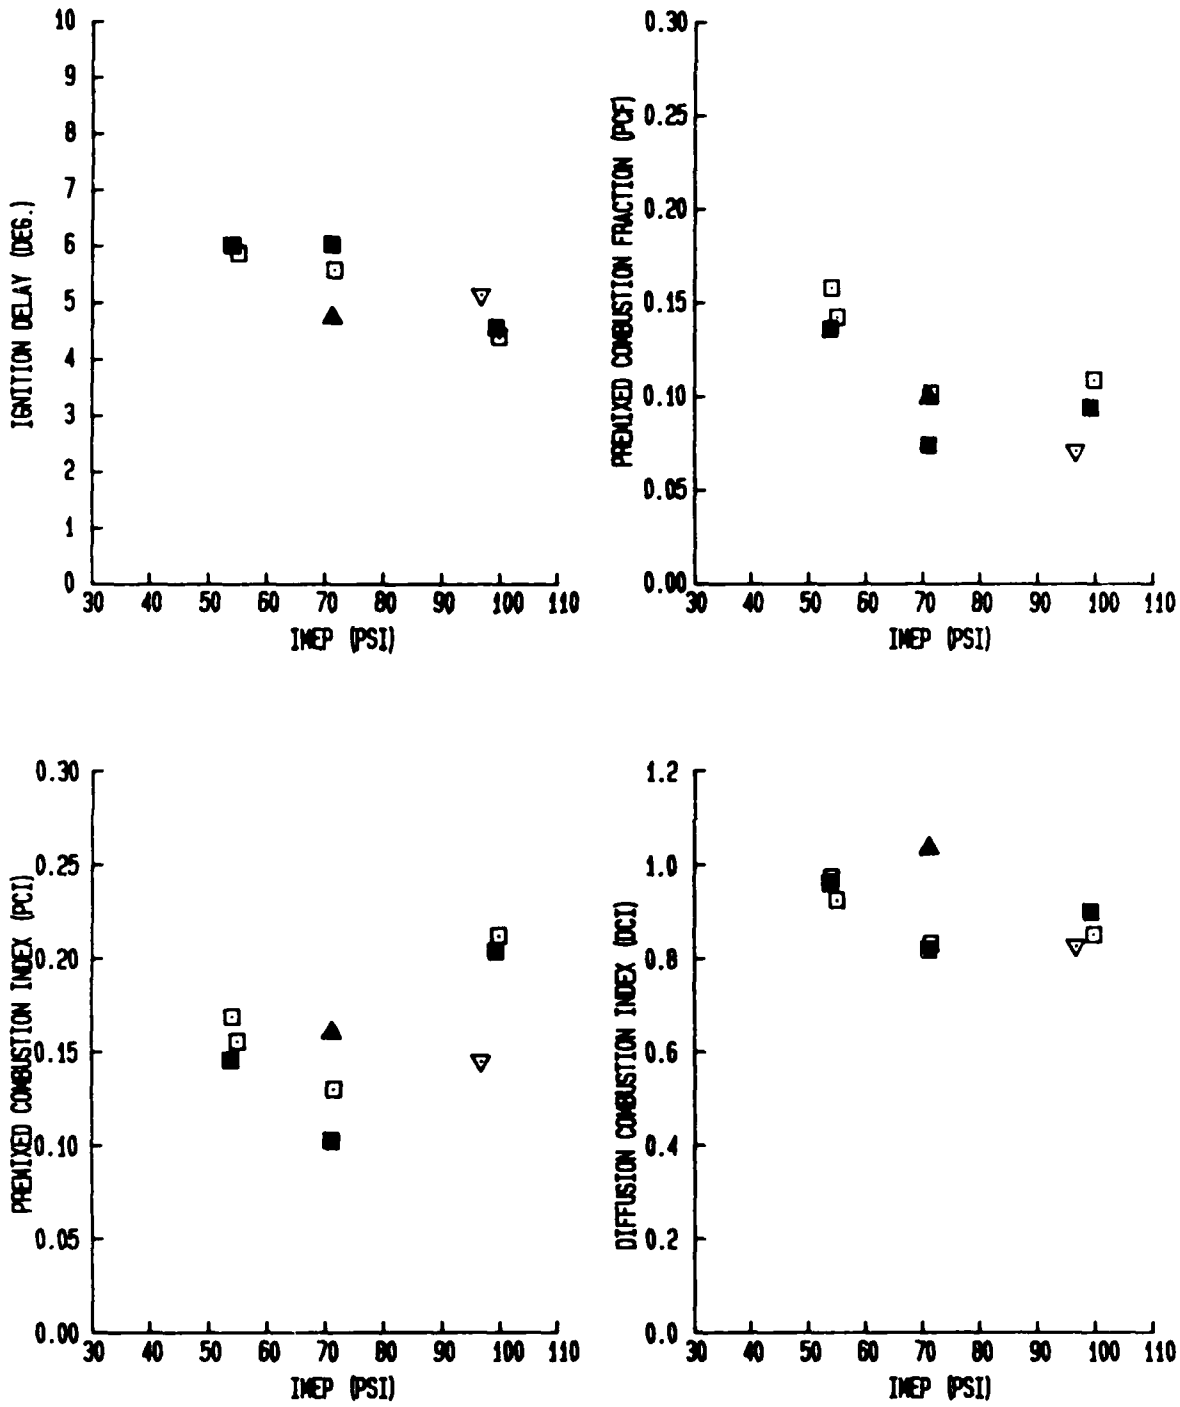 10
9
8
7
6
5
4
3
2
1
0
IGNITION DELAY (DEG.)
30 40 50 60 70 80 90 100 110
IMEP (PSI)
0.30
0.25
0.20
0.15
0.10
0.05
0.00
PREMIXED COMBUSTION FRACTION (PCF)
30 40 50 60 70 80 90 100 110
IMEP (PSI)
0.30
0.25
0.20
0.15
0.10
0.05
0.00
PREMIXED COMBUSTION INDEX (PCI)
30 40 50 60 70 80 90 100 110
IMEP (PSI)
1.2
1.0
0.8
0.6
0.4
0.2
0.0
DIFFUSION COMBUSTION INDEX (DCI)
30 40 50 60 70 80 90 100 110
IMEP (PSI)